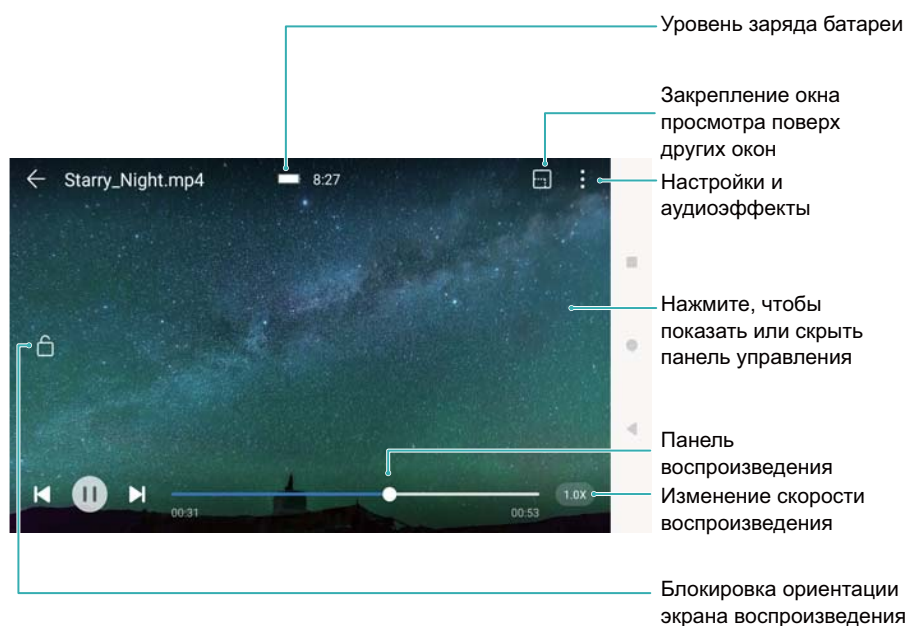 Уровень заряда батареи
Закрепление окна
просмотра поверх
других окон
Starry_Night.mp4
8:27
Настройки и
аудиоэффекты
Нажмите, чтобы
показать или скрыть
панель управления
Панель
воспроизведения
00:31
00:53
1.0X
Изменение скорости
воспроизведения
Блокировка ориентации
экрана воспроизведения